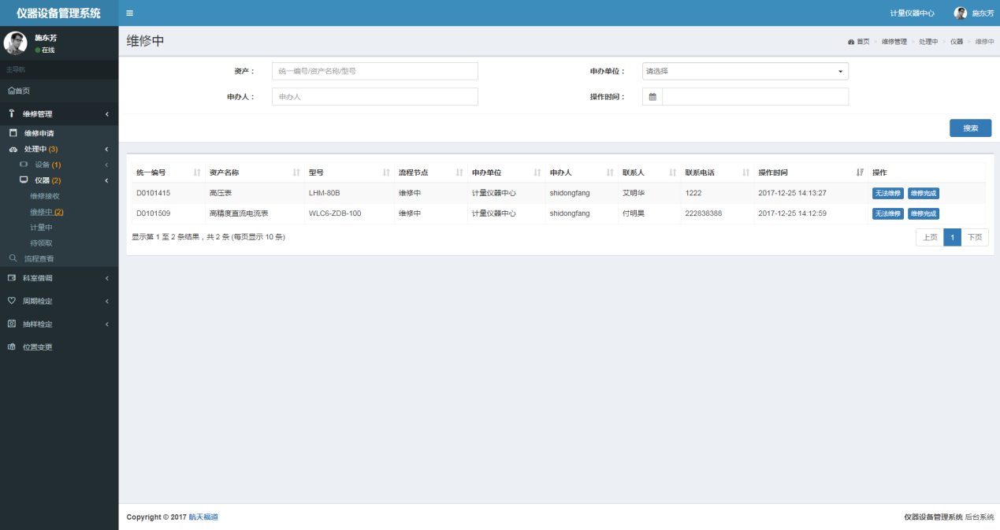 仪器设备管理系统
计量仪器中心 施东芳
施东芳
在线
主导航
首页
维修管理
维修申请
处理中 (3)
设备 (1)
仪器 (2)
维修接收
维修中 (2)
计量中
待领取
流程查看
科室借调
周期检定
抽样检定
位置变更
维修中
首页 > 维修管理 > 处理中 > 仪器 > 维修中
资产： 统一编号/资产名称/型号 申办单位： 请选择
申办人： 申办人 操作时间：
搜索
统一编号 资产名称 型号 流程节点 申办单位 申办人 联系人 联系电话 操作时间 操作
D0101415 高压表 LHM-80B 维修中 计量仪器中心 shidongfang 艾明华 1222 2017-12-25 14:13:27 无法维修 维修完成
D0101509 高精度直流电流表 WLC6-ZDB-100 维修中 计量仪器中心 shidongfang 付明昊 222838388 2017-12-25 14:12:59 无法维修 维修完成
显示第 1 至 2 条结果，共 2 条 (每页显示 10 条)
上页 1 下页
Copyright © 2017 航天福道
仪器设备管理系统 后台系统